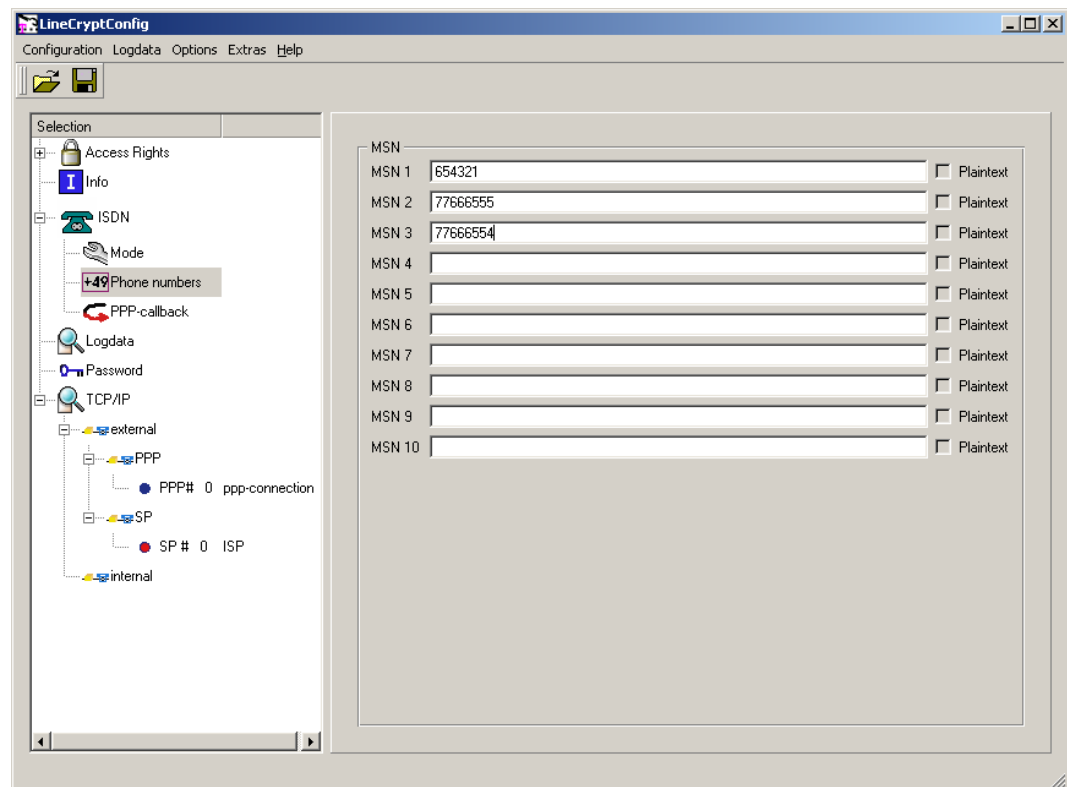 LineCryptConfig
Configuration Logdata Options Extras Help
Selection
Access Rights
Info
ISDN
Mode
+49 Phone numbers
PPP-callback
Logdata
Password
TCP/IP
external
PPP
PPP# 0 ppp-connection
SP
SP # 0 ISP
internal
MSN
MSN 1 654321 Plaintext
MSN 2 77666555 Plaintext
MSN 3 77666554 Plaintext
MSN 4 Plaintext
MSN 5 Plaintext
MSN 6 Plaintext
MSN 7 Plaintext
MSN 8 Plaintext
MSN 9 Plaintext
MSN 10 Plaintext